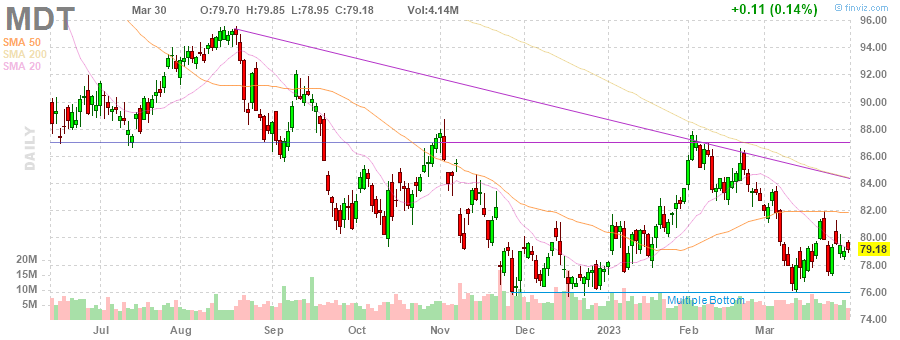 MDT
Mar 30 O:79.70 H:79.85 L:78.95 C:79.18 Vol:4.14M
+0.11 (0.14%)
© finviz.com
SMA 50
SMA 200
SMA 20
DAILY
96.00
94.00
92.00
90.00
88.00
86.00
84.00
82.00
80.00
79.18
78.00
76.00
74.00
20M
15M
10M
5M
Multiple Bottom
Jul Aug Sep Oct Nov Dec 2023 Feb Mar